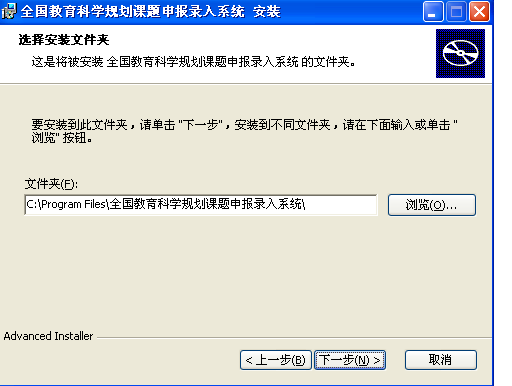 全国教育科学规划课题申报录入系统 安装
选择安装文件夹
这是将被安装 全国教育科学规划课题申报录入系统 的文件夹。
要安装到此文件夹，请单击 "下一步"，安装到不同文件夹，请在下面输入或单击 "
浏览" 按钮。
文件夹(F):
C:\Program Files\全国教育科学规划课题申报录入系统\
浏览(O)...
Advanced Installer
< 上一步(B)
下一步(N) >
取消